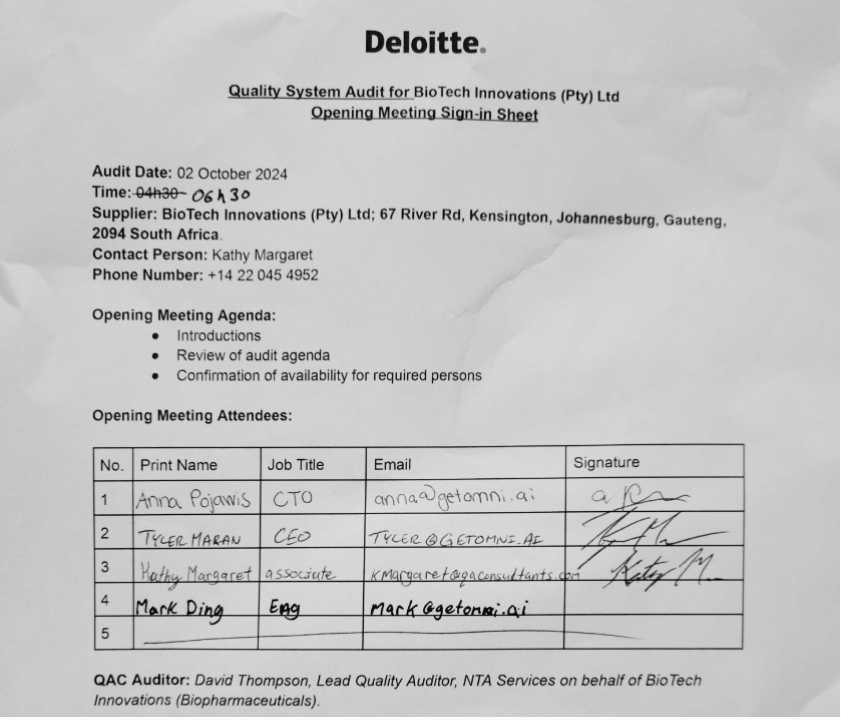 Deloitte.
Quality System Audit for BioTech Innovations (Pty) Ltd
Opening Meeting Sign-in Sheet
Audit Date: 02 October 2024
Time: 04h30 06h30
Supplier: BioTech Innovations (Pty) Ltd; 67 River Rd, Kensington, Johannesburg, Gauteng,
2094 South Africa.
Contact Person: Kathy Margaret
Phone Number: +14 22 045 4952
Opening Meeting Agenda:
• Introductions
• Review of audit agenda
• Confirmation of availability for required persons
Opening Meeting Attendees:
No. Print Name Job Title Email Signature
1 Anna Pojawis CTO anna@getomni.ai
2 TYLER MARAN CEO TYLER@GETOMNI.AI
3 Kathy Margaret associate kmargaret@qaconsultants.com Kathy M.
4 Mark Ding Eng mark@getomni.ai
5
QAC Auditor: David Thompson, Lead Quality Auditor, NTA Services on behalf of BioTech
Innovations (Biopharmaceuticals).